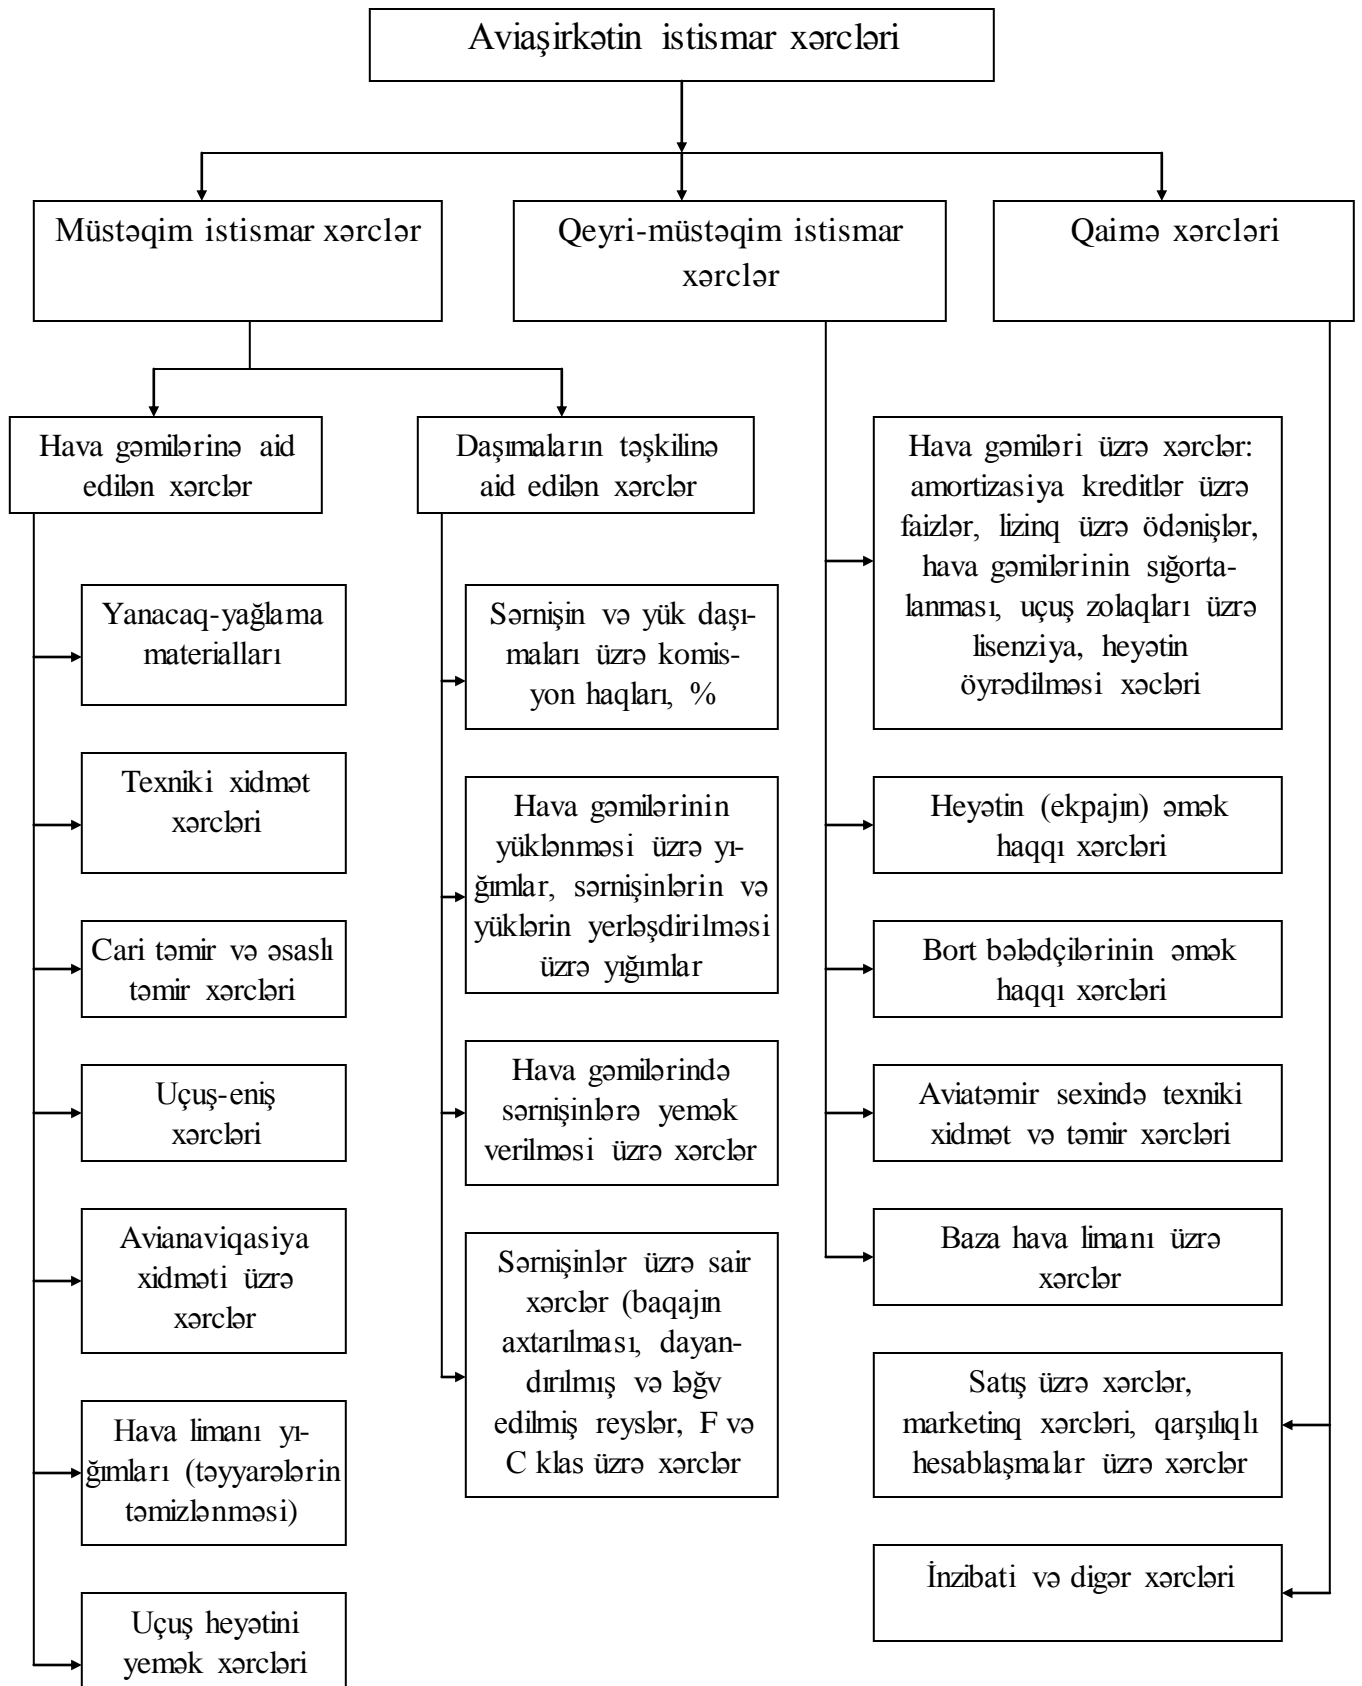 Aviaşirkətin istismar xərcləri
Müstəqim istismar xərclər
Qeyri-müstəqim istismar
xərclər
Qaimə xərcləri
Hava gəmilərinə aid
edilən xərclər
Daşımaların təşkilinə
aid edilən xərclər
Yanacaq-yağlama
materialları
Texniki xidmət
xərcləri
Cari təmir və əsaslı
təmir xərcləri
Uçuş-eniş
xərcləri
Avianaviqasiya
xidməti üzrə
xərclər
Hava limanı yı-
ğımları (təyyarələrin
təmizlənməsi)
Uçuş heyətini
yemək xərcləri
Sərnişin və yük daşı-
maları üzrə komis-
yon haqları, %
Hava gəmilərinin
yüklənməsi üzrə yı-
ğımlar, sərnişinlərin və
yüklərin yerləşdirilməsi
üzrə yığımlar
Hava gəmilərində
sərnişinlərə yemək
verilməsi üzrə xərclər
Sərnişinlər üzrə sair
xərclər (baqajın
axtarılması, dayan-
dırılmış və ləğv
edilmiş reyslər, F və
C klas üzrə xərclər
Hava gəmiləri üzrə xərclər:
amortizasiya kreditlər üzrə
faizlər, lizinq üzrə ödənişlər,
hava gəmilərinin sığorta-
lanması, uçuş zolaqları üzrə
lisenziya, heyətin
öyrədilməsi xəcləri
Heyətin (ekpajın) əmək
haqqı xərcləri
Bort bələdçilərinin əmək
haqqı xərcləri
Aviatəmir sexində texniki
xidmət və təmir xərcləri
Baza hava limanı üzrə
xərclər
Satış üzrə xərclər,
marketinq xərcləri, qarşılıqlı
hesablaşmalar üzrə xərclər
İnzibati və digər xərcləri